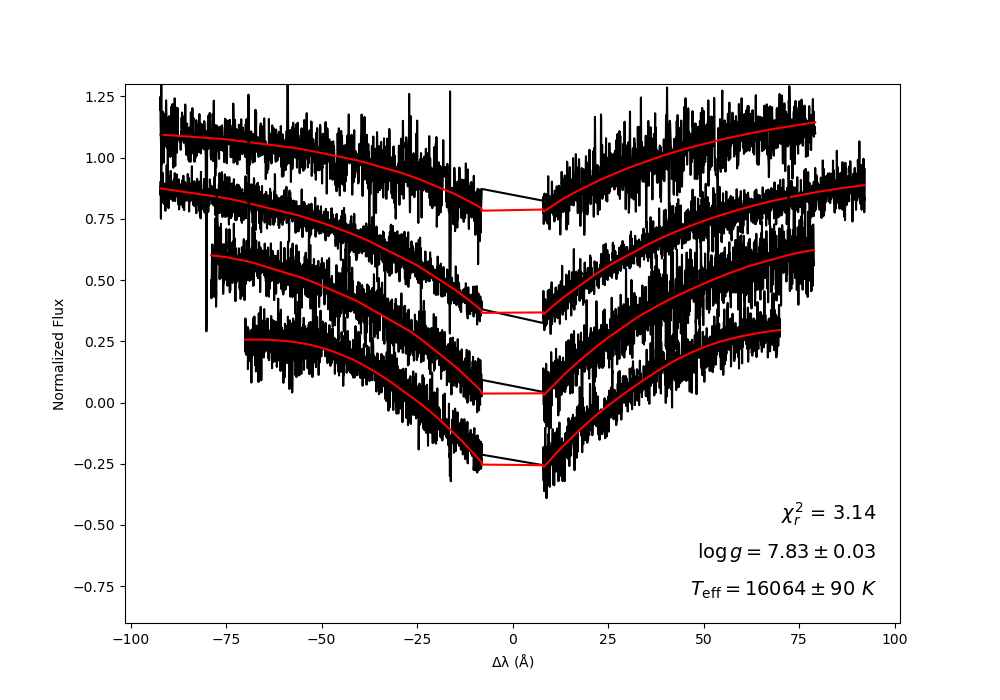 1.25
1.00
0.75
0.50
0.25
0.00
−0.25
−0.50
−0.75
Normalized Flux
χ²ᵣ = 3.14
log g = 7.83 ± 0.03
T_eff = 16064 ± 90 K
−100 −75 −50 −25 0 25 50 75 100
Δλ (Å)